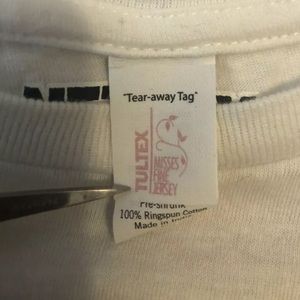 "Tear-away Tag"
TULTEX
MISSES
FINE
JERSEY
Pre-shrunk
100% Ringspun Cotton
Made in